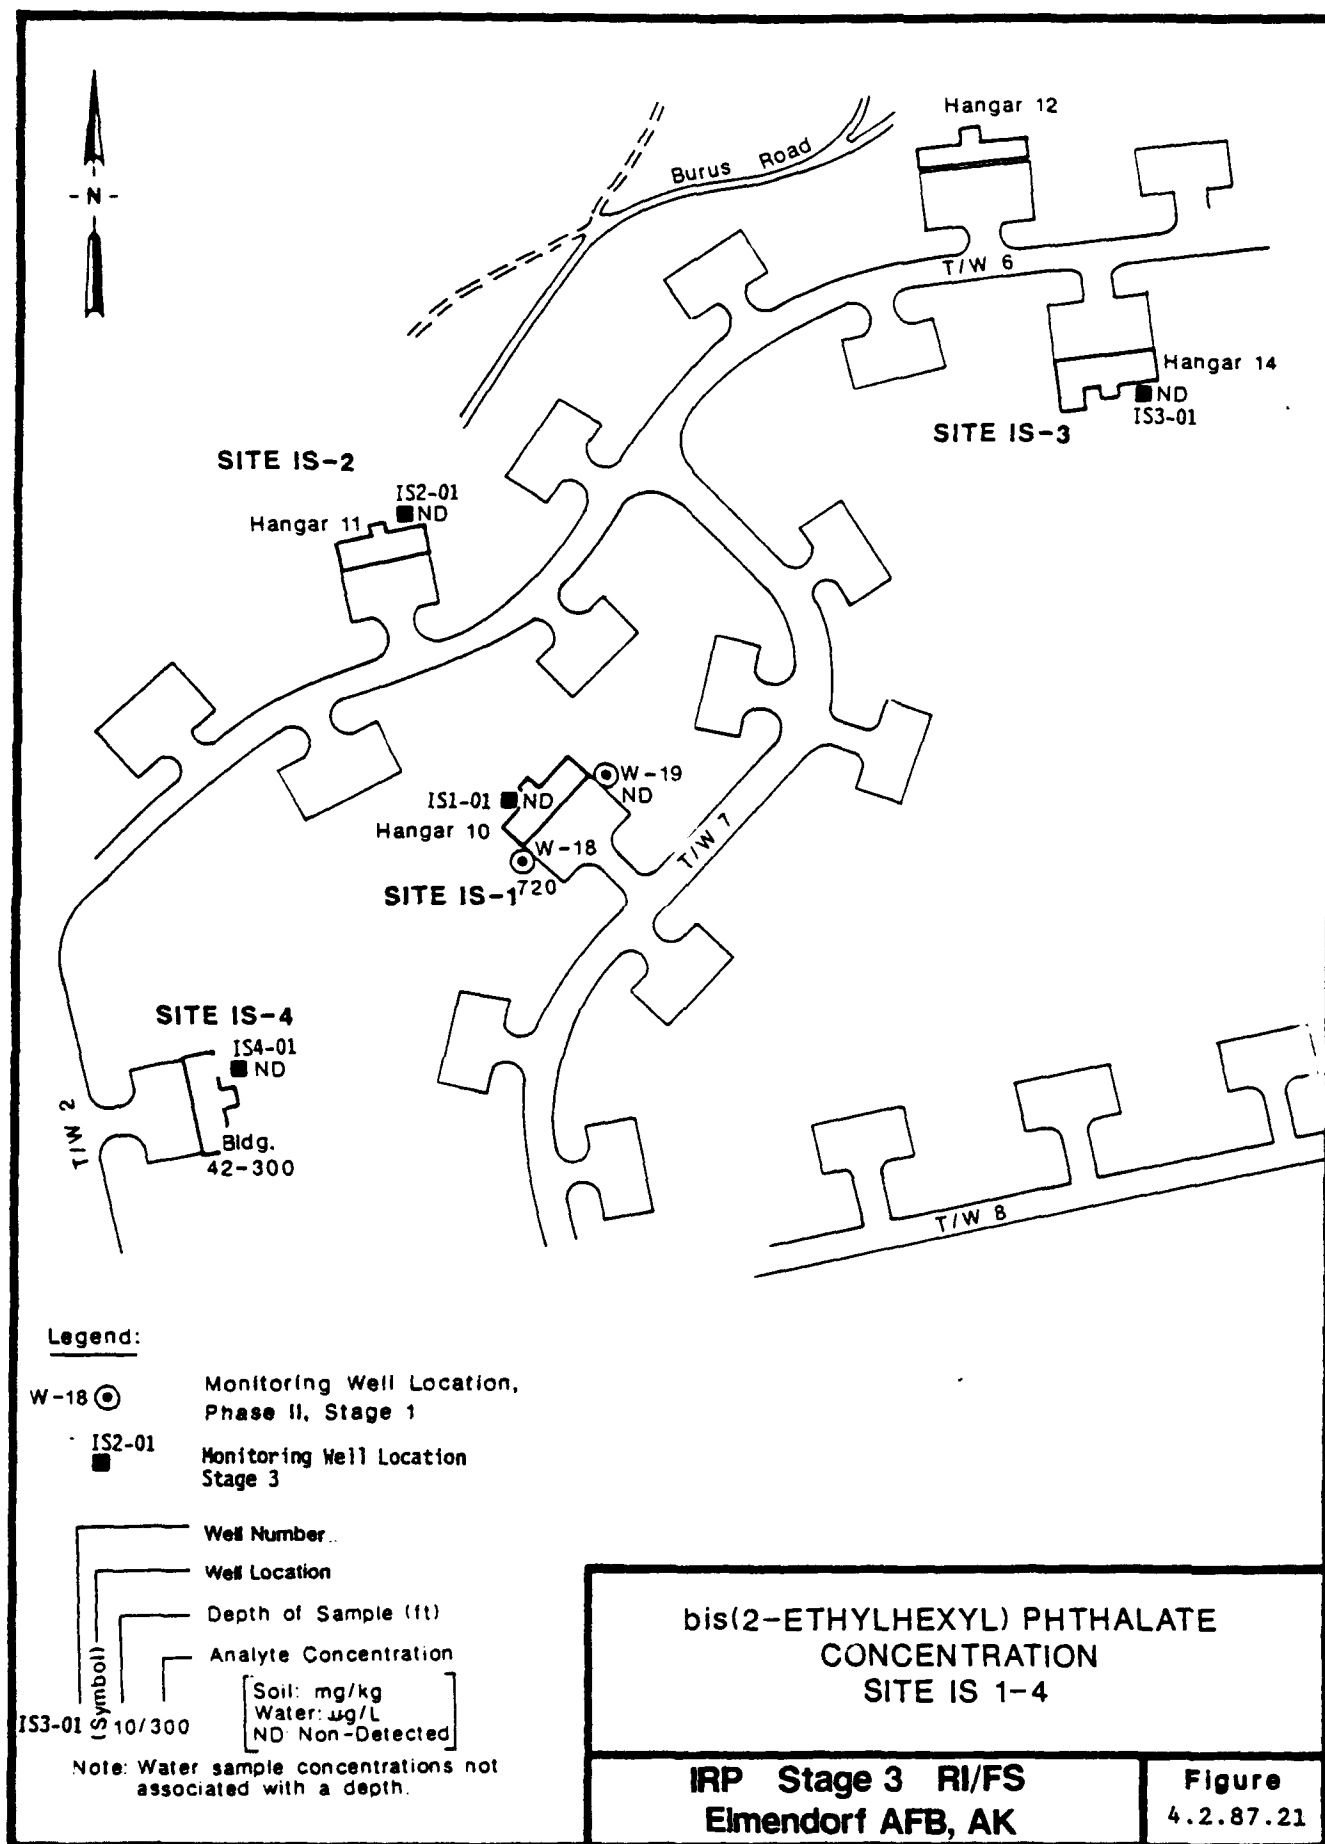 Hangar 12
Burus Road
- N -
T/W 6
Hangar 14
ND
IS3-01
SITE IS-3
SITE IS-2
IS2-01
ND
Hangar 11
W-19
ND
IS1-01
ND
Hangar 10
W-18
720
SITE IS-1
T/W 7
SITE IS-4
IS4-01
ND
T/W 2
Bldg.
42-300
T/W 8
Legend:
W-18
Monitoring Well Location,
Phase II, Stage 1
IS2-01
Monitoring Well Location
Stage 3
Well Number
Well Location
Depth of Sample (ft)
Analyte Concentration
Soil: mg/kg
Water: ug/L
ND: Non-Detected
IS3-01 (Symbol) 10/300
Note: Water sample concentrations not
associated with a depth.
bis(2-ETHYLHEXYL) PHTHALATE
CONCENTRATION
SITE IS 1-4
IRP Stage 3 RI/FS
Elmendorf AFB, AK
Figure
4.2.87.21